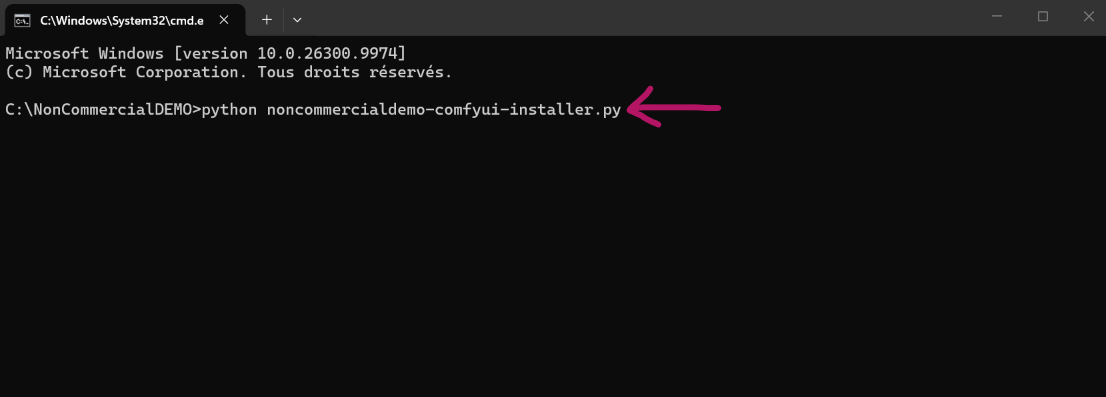 C:\Windows\System32\cmd.e
Microsoft Windows [version 10.0.26300.9974]
(c) Microsoft Corporation. Tous droits réservés.
C:\NonCommercialDEMO>python noncommercialdemo-comfyui-installer.py